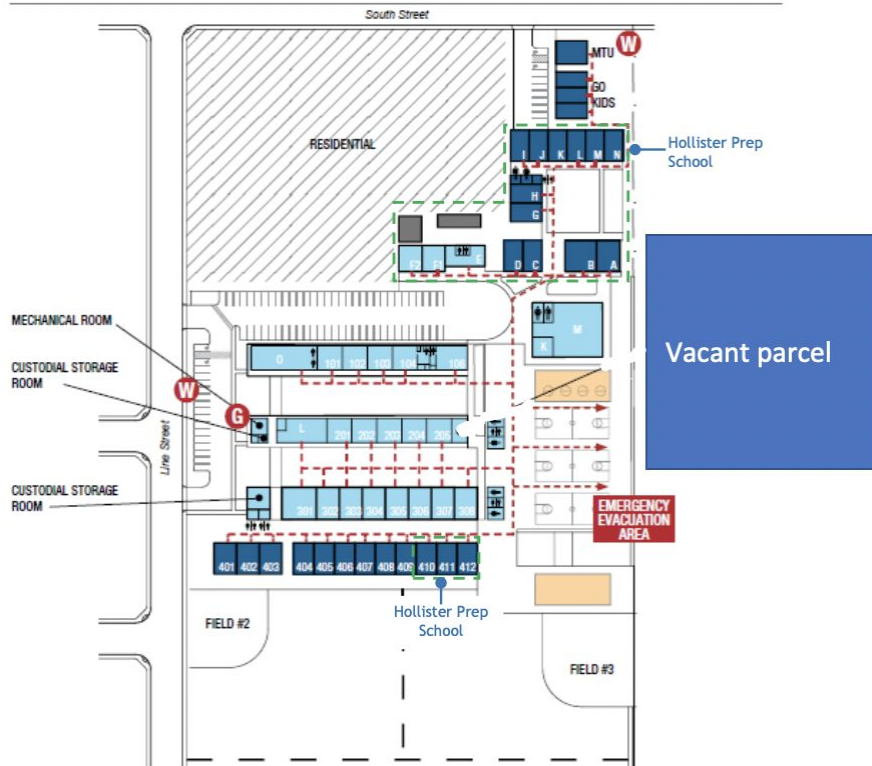 South Street
MTU
W
GO
KIDS
RESIDENTIAL
I J K L M N
Hollister Prep
School
H
G
F2 F1 E D C B A
MECHANICAL ROOM
M
K
Vacant parcel
O 101 102 103 104 106
CUSTODIAL STORAGE
ROOM
W
G
L 201 202 203 204 205
Line Street
CUSTODIAL STORAGE
ROOM
301 302 303 304 305 306 307 308
EMERGENCY
EVACUATION
AREA
401 402 403 404 405 406 407 408 409 410 411 412
Hollister Prep
School
FIELD #2
FIELD #3